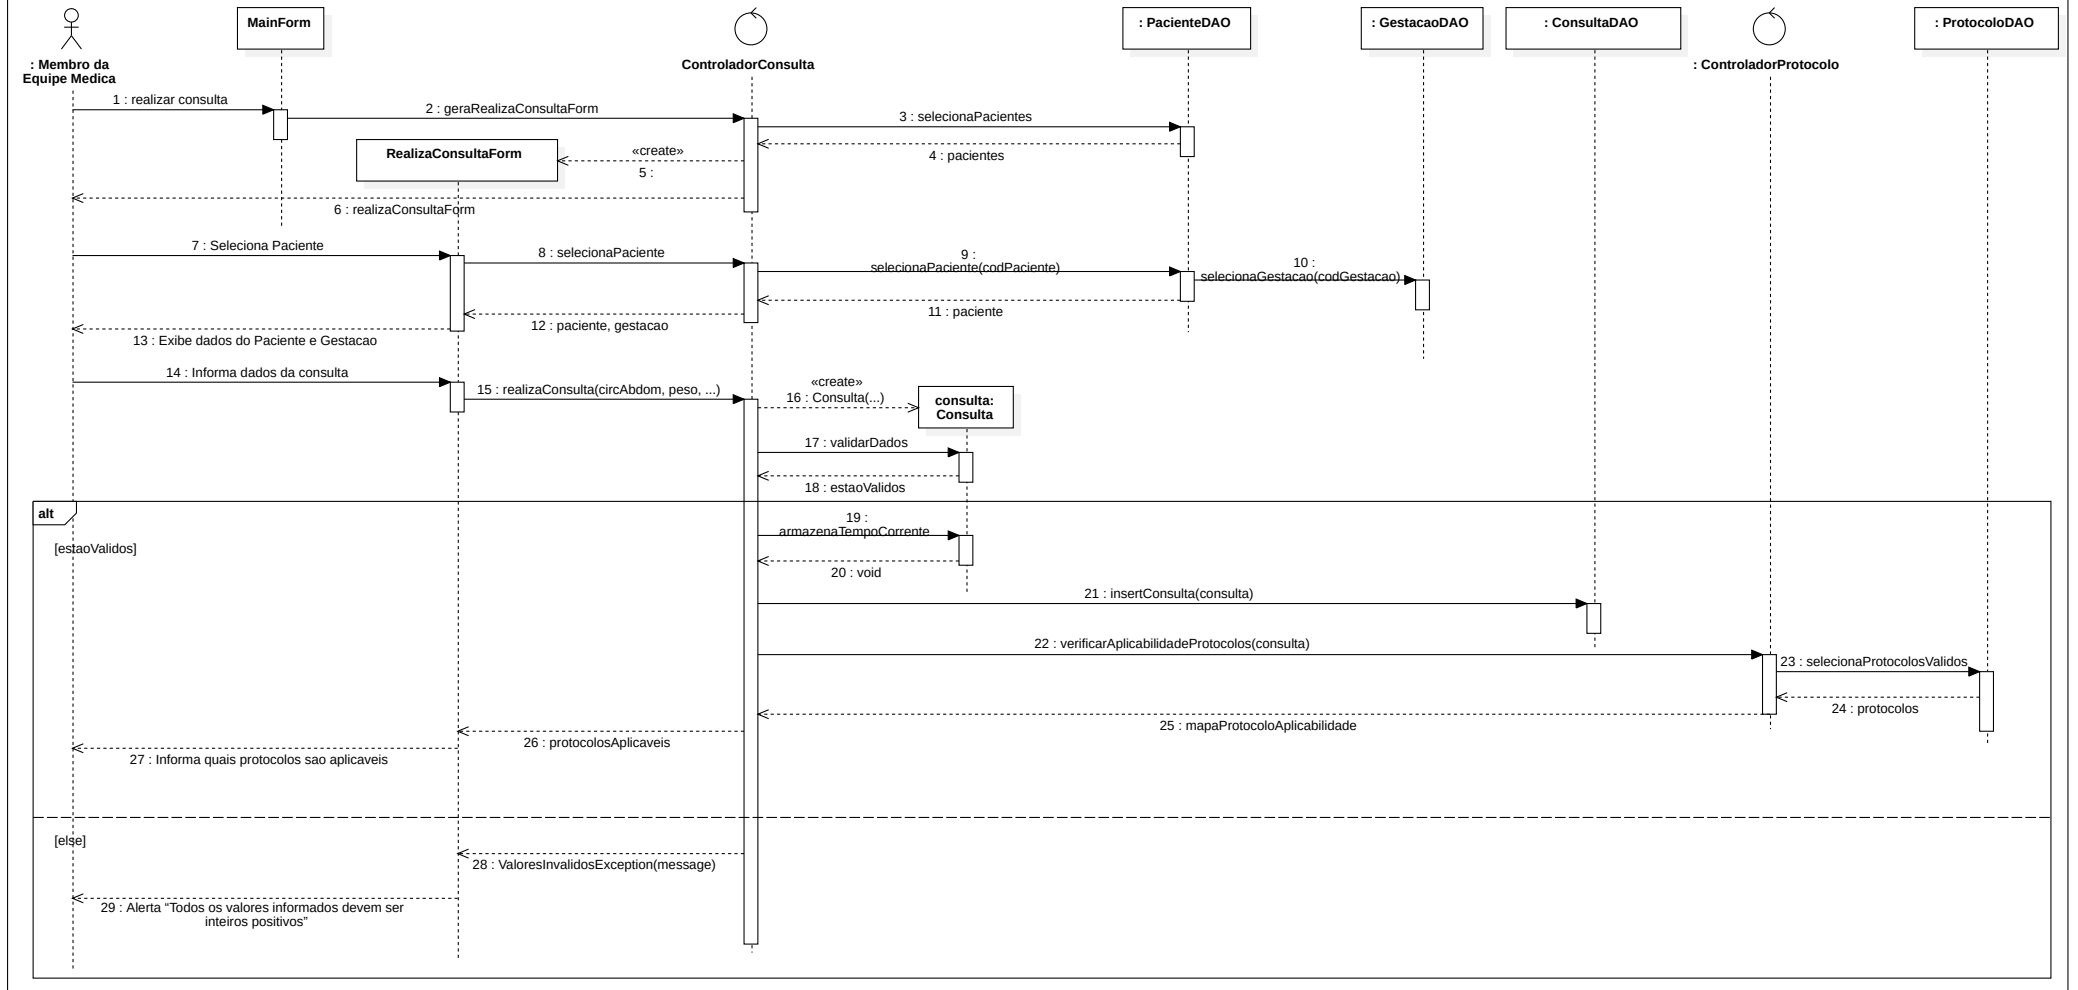 : Membro da
Equipe Medica
MainForm
ControladorConsulta
: PacienteDAO
: GestacaoDAO
: ConsultaDAO
: ControladorProtocolo
: ProtocoloDAO
1 : realizar consulta
2 : geraRealizaConsultaForm
3 : selecionaPacientes
4 : pacientes
RealizaConsultaForm
«create»
5 :
6 : realizaConsultaForm
7 : Seleciona Paciente
8 : selecionaPaciente
9 :
selecionaPaciente(codPaciente)
10 :
selecionaGestacao(codGestacao)
11 : paciente
12 : paciente, gestacao
13 : Exibe dados do Paciente e Gestacao
14 : Informa dados da consulta
15 : realizaConsulta(circAbdom, peso, ...)
«create»
16 : Consulta(...)
consulta:
Consulta
17 : validarDados
18 : estaoValidos
alt
[estaoValidos]
19 :
armazenaTempoCorrente
20 : void
21 : insertConsulta(consulta)
22 : verificarAplicabilidadeProtocolos(consulta)
23 : selecionaProtocolosValidos
24 : protocolos
25 : mapaProtocoloAplicabilidade
26 : protocolosAplicaveis
27 : Informa quais protocolos sao aplicaveis
[else]
28 : ValoresInvalidosException(message)
29 : Alerta “Todos os valores informados devem ser
inteiros positivos”